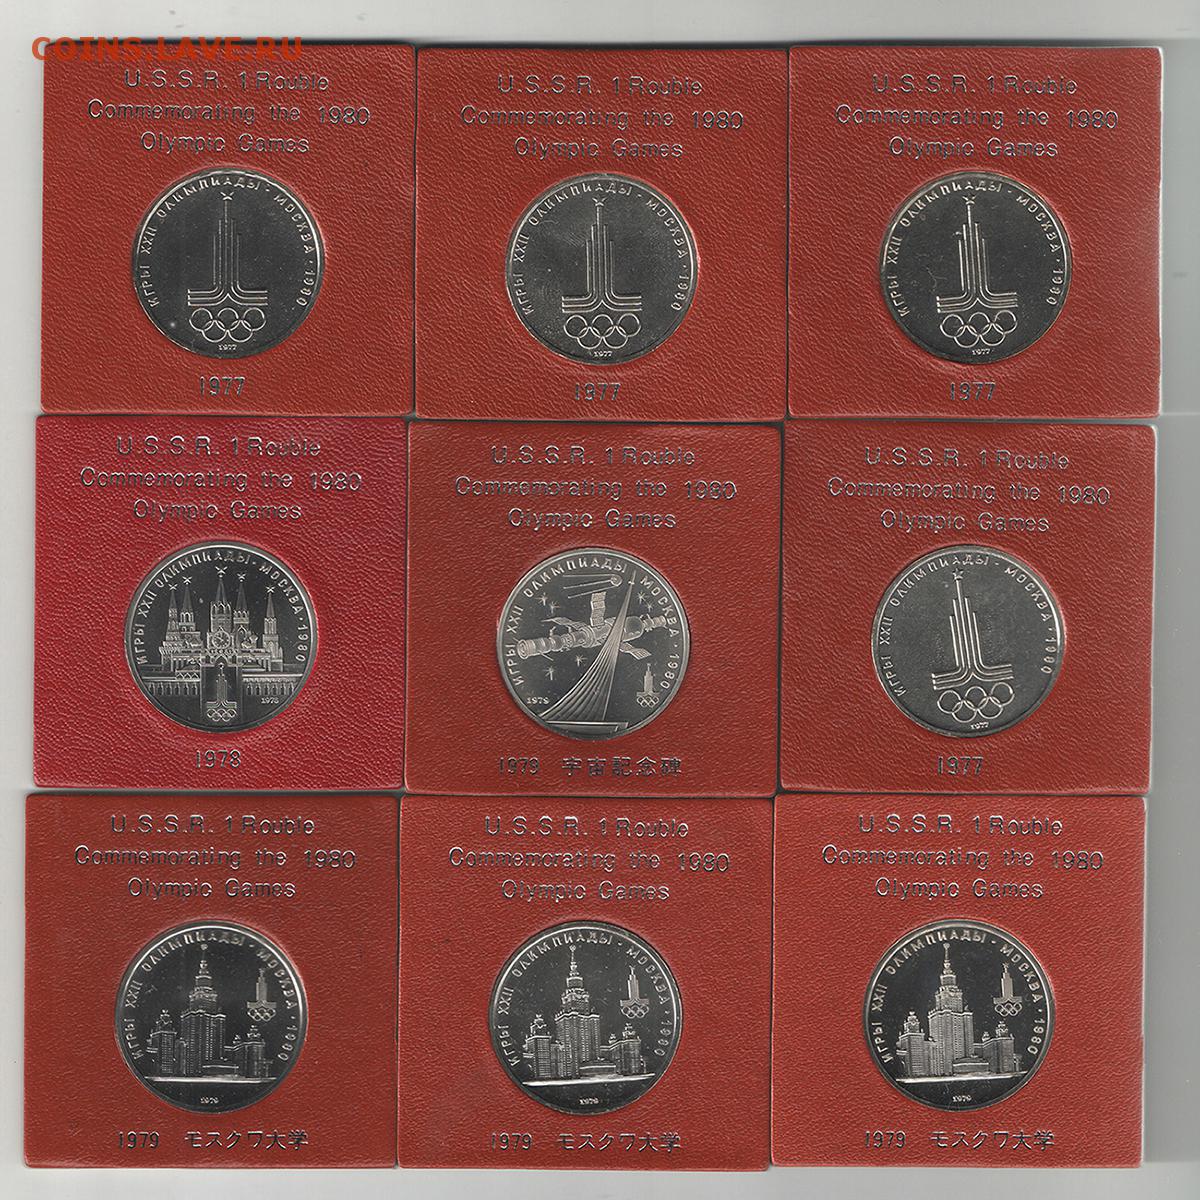 COINS.LAVE.RU
U.S.S.R. 1 Rouble
Commemorating the 1980
Olympic Games
ИГРЫ XXII ОЛИМПИАДЫ · МОСКВА · 1980
1977
1977
U.S.S.R. 1 Rouble
Commemorating the 1980
Olympic Games
ИГРЫ XXII ОЛИМПИАДЫ · МОСКВА · 1980
1977
1977
U.S.S.R. 1 Rouble
Commemorating the 1980
Olympic Games
ИГРЫ XXII ОЛИМПИАДЫ · МОСКВА · 1980
1977
1977
U.S.S.R. 1 Rouble
Commemorating the 1980
Olympic Games
ИГРЫ XXII ОЛИМПИАДЫ · МОСКВА · 1980
1978
1978
U.S.S.R. 1 Rouble
Commemorating the 1980
Olympic Games
ИГРЫ XXII ОЛИМПИАДЫ МОСКВА · 1980
1979
1979 宇宙記念碑
U.S.S.R. 1 Rouble
Commemorating the 1980
Olympic Games
ИГРЫ XXII ОЛИМПИАДЫ · МОСКВА · 1980
1977
1977
U.S.S.R. 1 Rouble
Commemorating the 1980
Olympic Games
ИГРЫ XXII ОЛИМПИАДЫ · МОСКВА · 1980
1979
1979 モスクワ大学
U.S.S.R. 1 Rouble
Commemorating the 1980
Olympic Games
ИГРЫ XXII ОЛИМПИАДЫ · МОСКВА · 1980
1979
1979 モスクワ大学
U.S.S.R. 1 Rouble
Commemorating the 1980
Olympic Games
ИГРЫ XXII ОЛИМПИАДЫ · МОСКВА · 1980
1979
1979 モスクワ大学